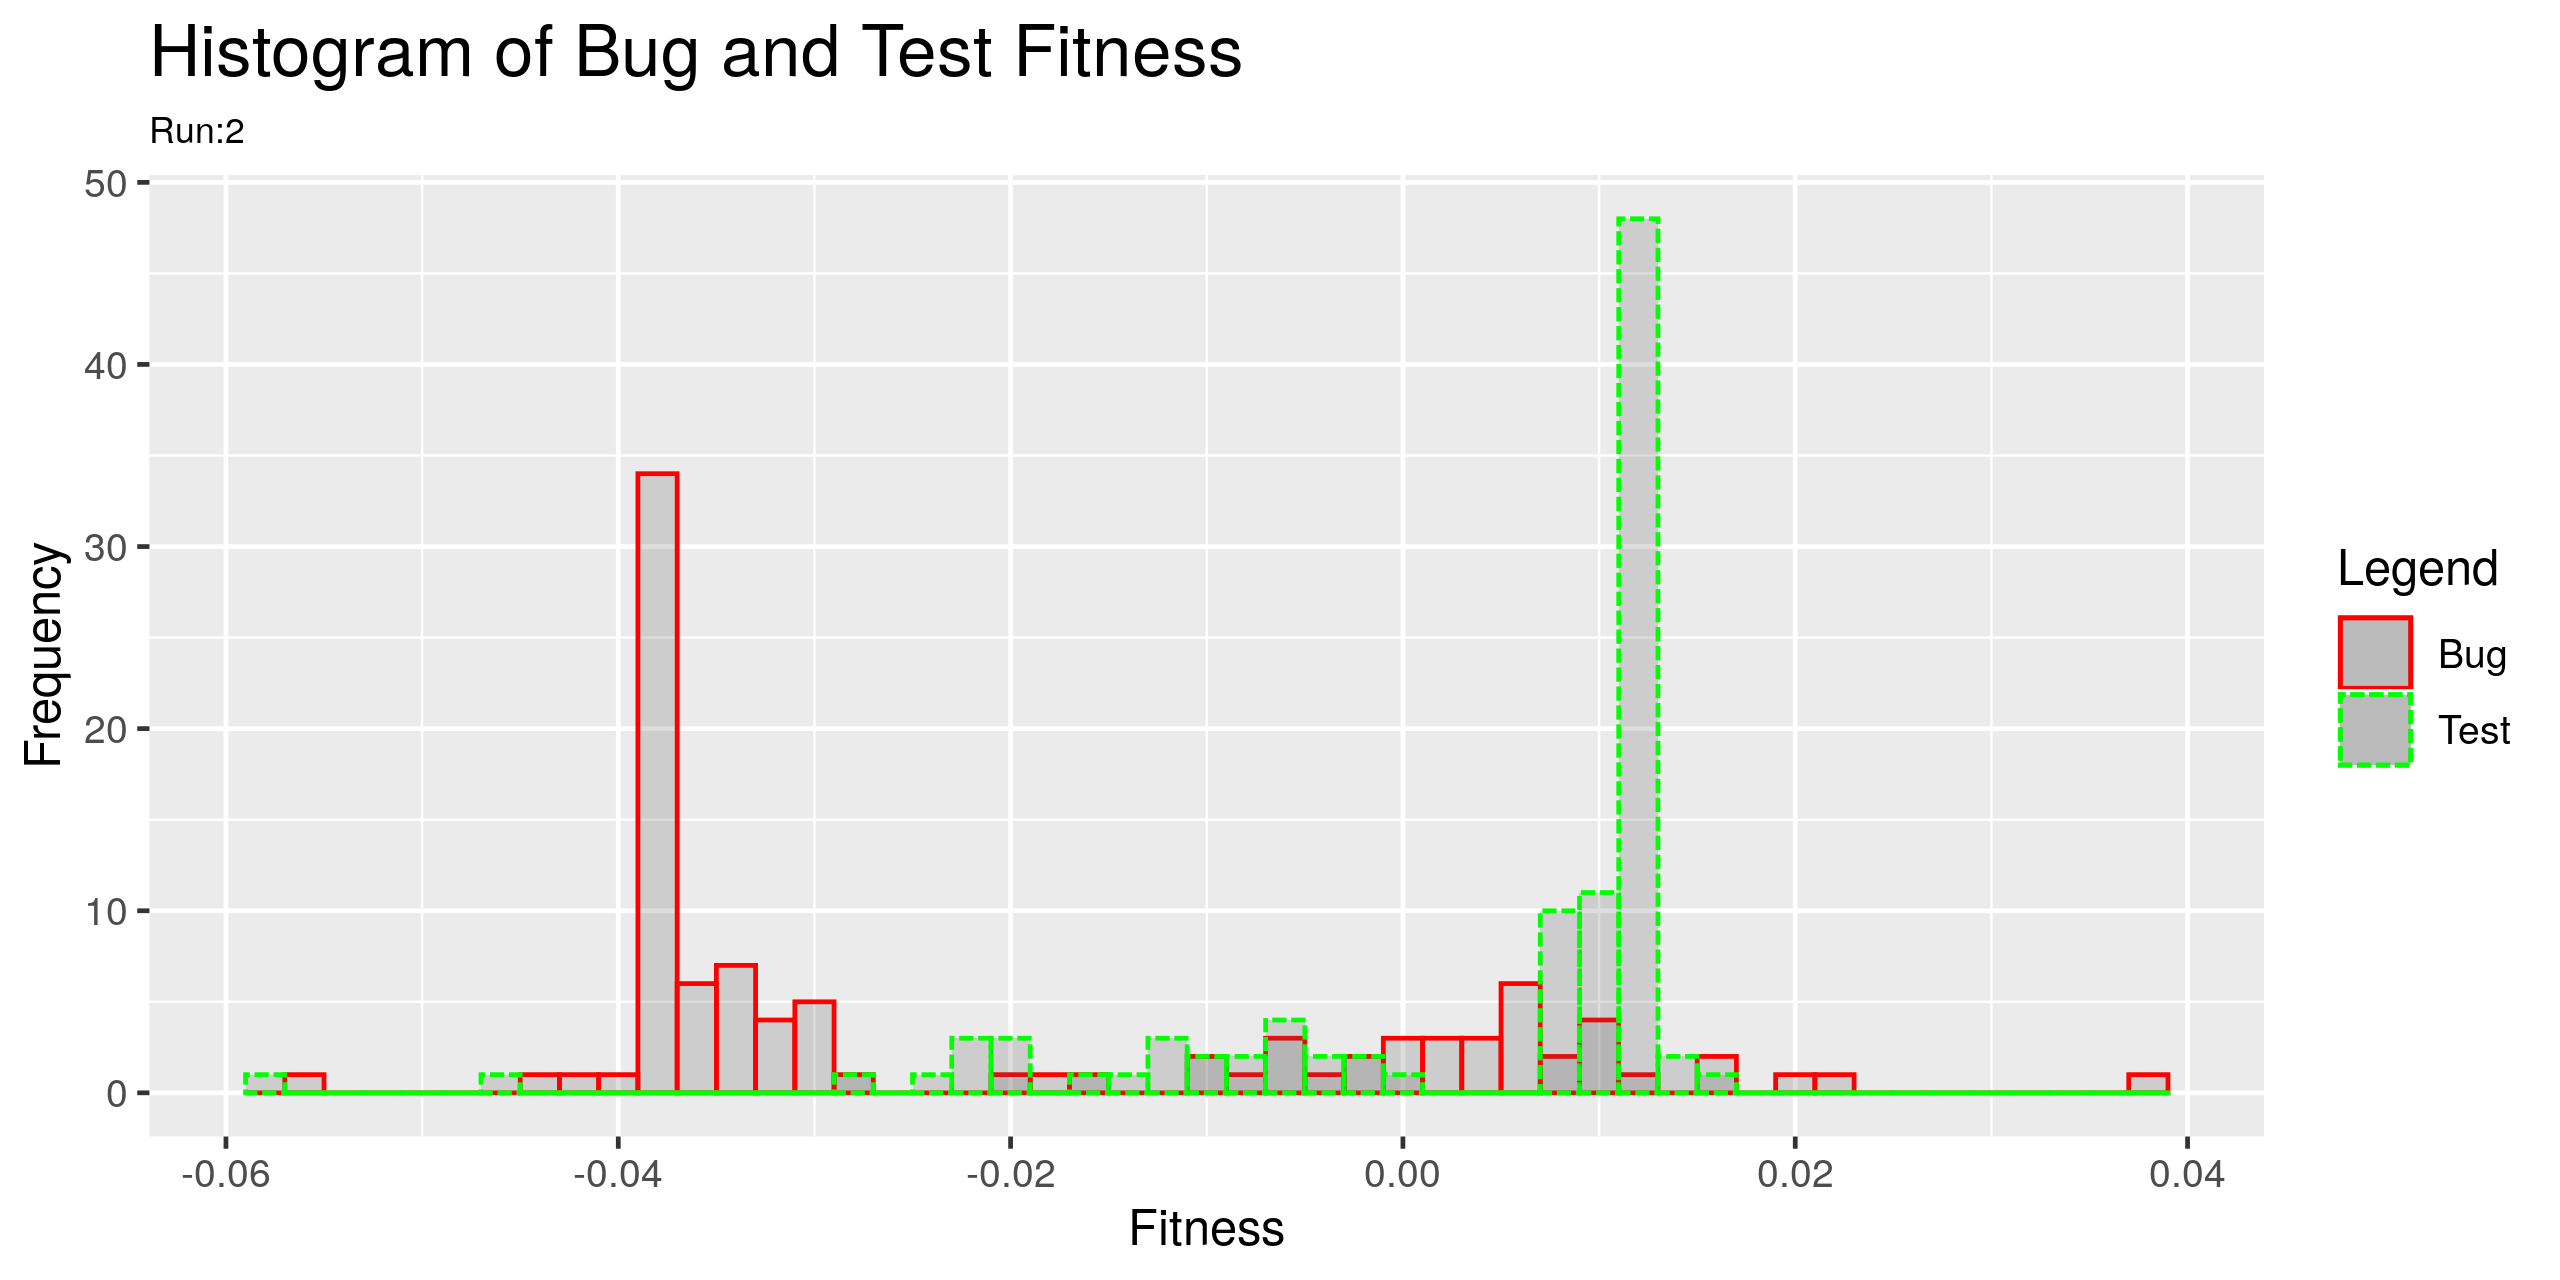 Histogram of Bug and Test Fitness
Run:2
50
40
30
20
10
0
Frequency
-0.06 -0.04 -0.02 0.00 0.02 0.04
Fitness
Legend
Bug
Test